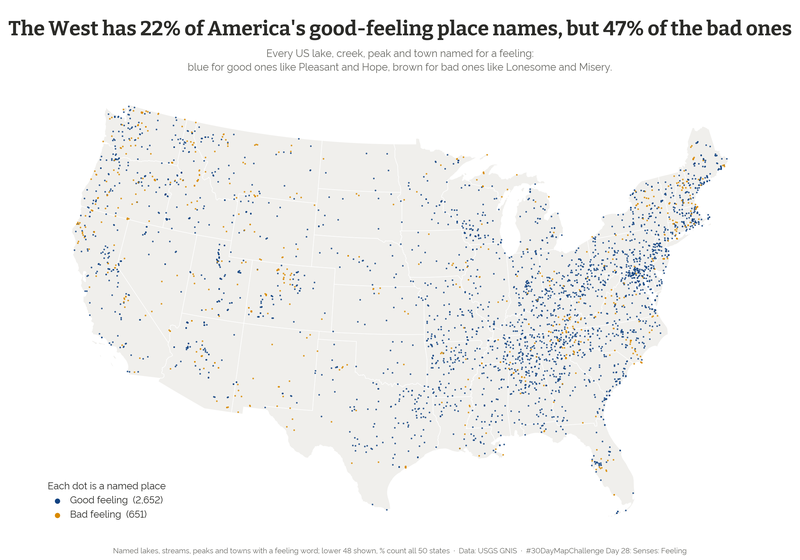 The West has 22% of America's good-feeling place names, but 47% of the bad ones
Every US lake, creek, peak and town named for a feeling:
blue for good ones like Pleasant and Hope, brown for bad ones like Lonesome and Misery.
Each dot is a named place
Good feeling (2,652)
Bad feeling (651)
Named lakes, streams, peaks and towns with a feeling word; lower 48 shown, % count all 50 states · Data: USGS GNIS · #30DayMapChallenge Day 28: Senses: Feeling